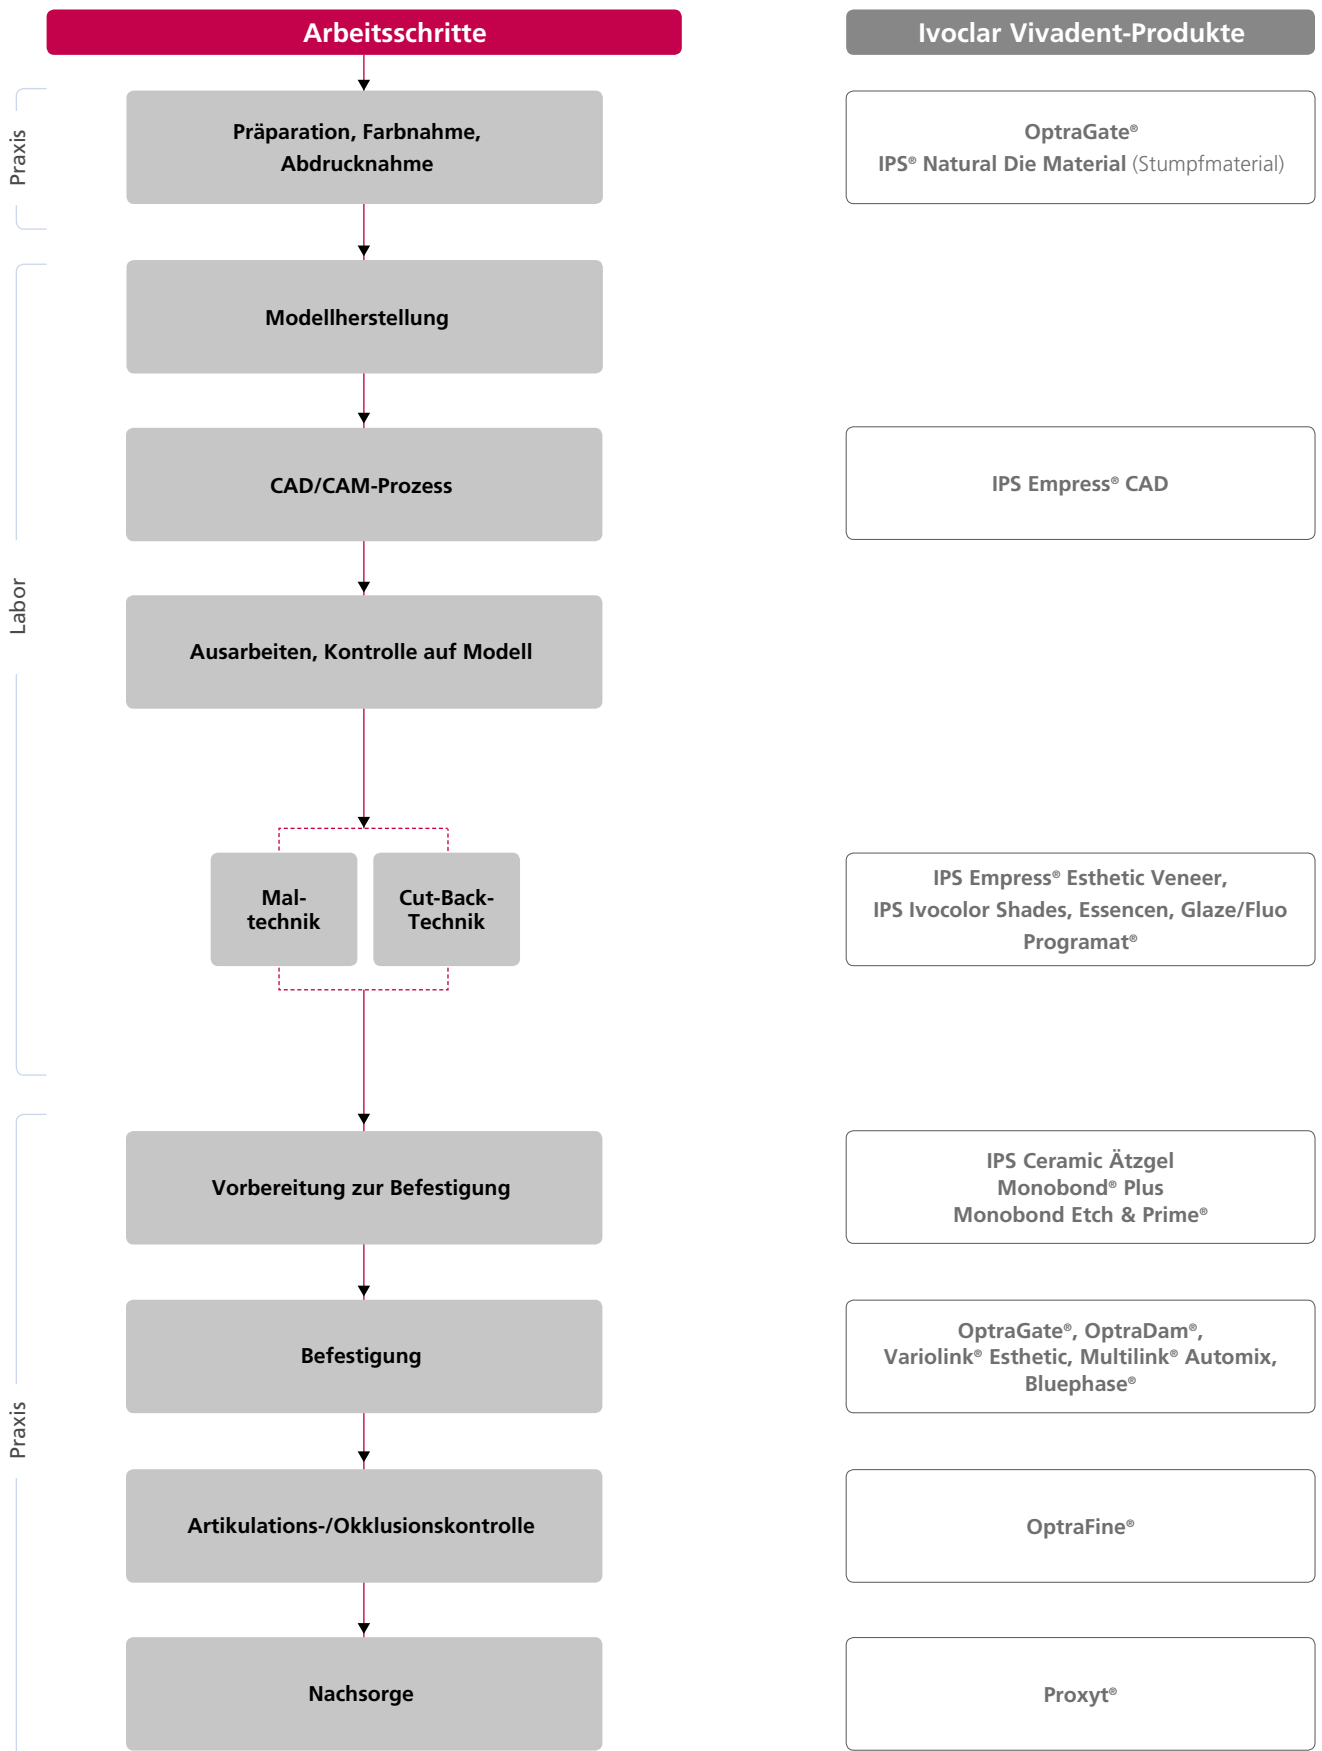 Arbeitsschritte
Ivoclar Vivadent-Produkte
Praxis
Präparation, Farbnahme,
Abdrucknahme
OptraGate®
IPS® Natural Die Material (Stumpfmaterial)
Labor
Modellherstellung
CAD/CAM-Prozess
IPS Empress® CAD
Ausarbeiten, Kontrolle auf Modell
Mal-
technik
Cut-Back-
Technik
IPS Empress® Esthetic Veneer,
IPS Ivocolor Shades, Essencen, Glaze/Fluo
Programat®
Praxis
Vorbereitung zur Befestigung
IPS Ceramic Ätzgel
Monobond® Plus
Monobond Etch & Prime®
Befestigung
OptraGate®, OptraDam®,
Variolink® Esthetic, Multilink® Automix,
Bluephase®
Artikulations-/Okklusionskontrolle
OptraFine®
Nachsorge
Proxyt®